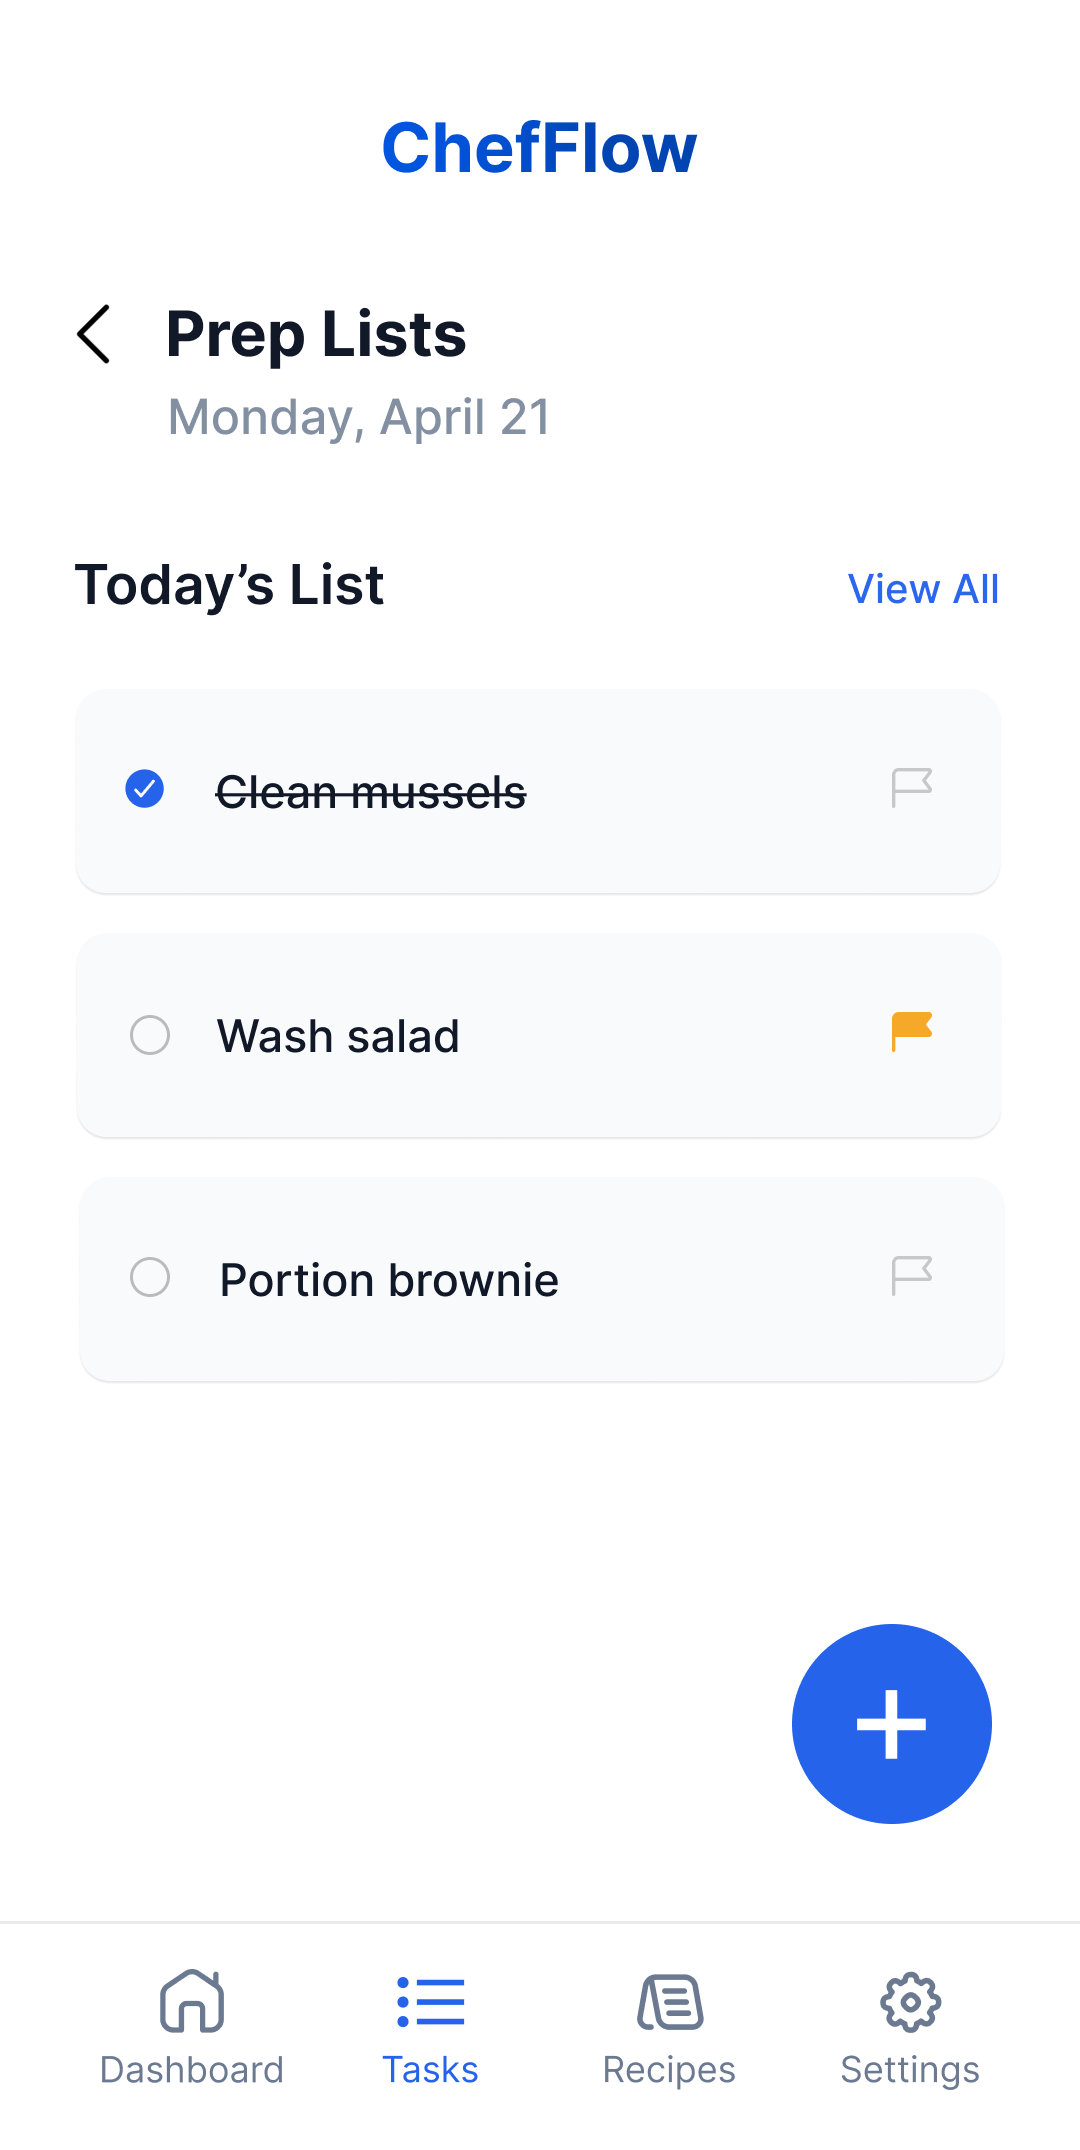 ChefFlow
Prep Lists
Monday, April 21
Today’s List
View All
Clean mussels
Wash salad
Portion brownie
Dashboard
Tasks
Recipes
Settings